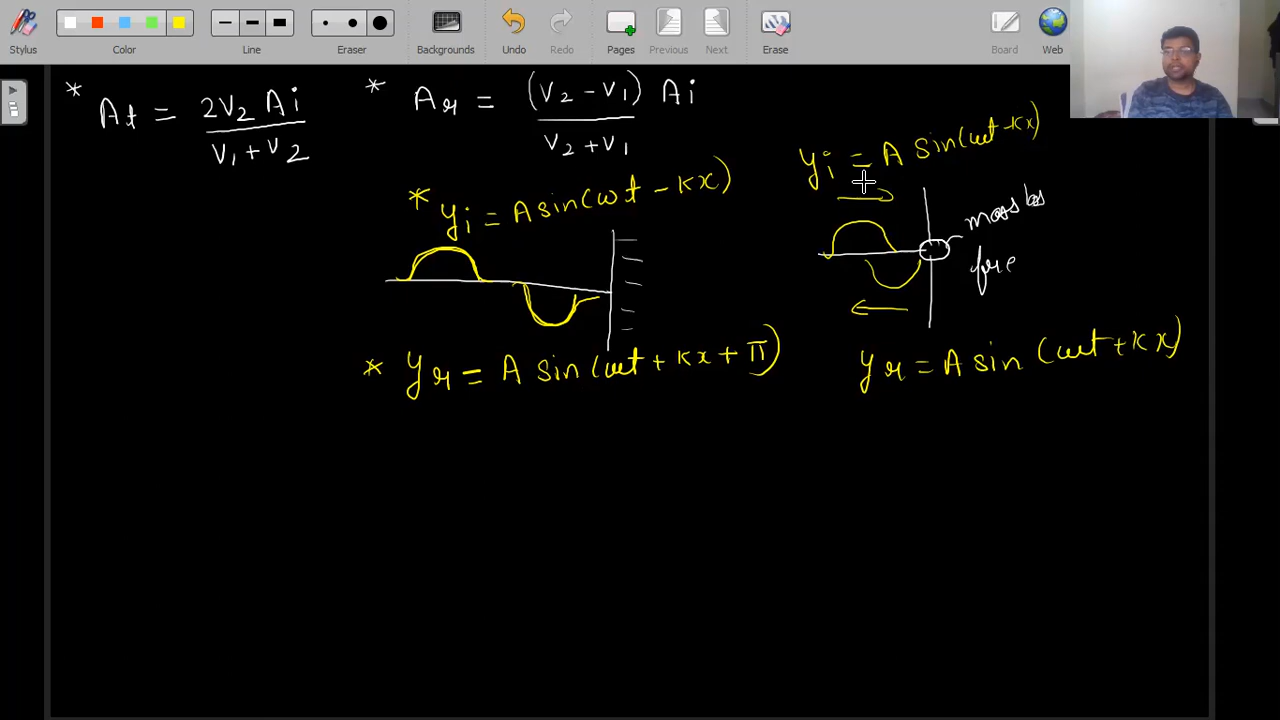 Stylus
Color
Line
Eraser
Backgrounds
Undo
Redo
Pages
Previous
Next
Erase
Board
Web
* At = 2V2 Ai / V1 + V2
* Ar = (V2 - V1) Ai / V2 + V1
* yi = A sin(ωt - kx)
yi = A sin(ωt - kx)
free
* yr = A sin(ωt + kx + π)
yr = A sin (ωt + kx)